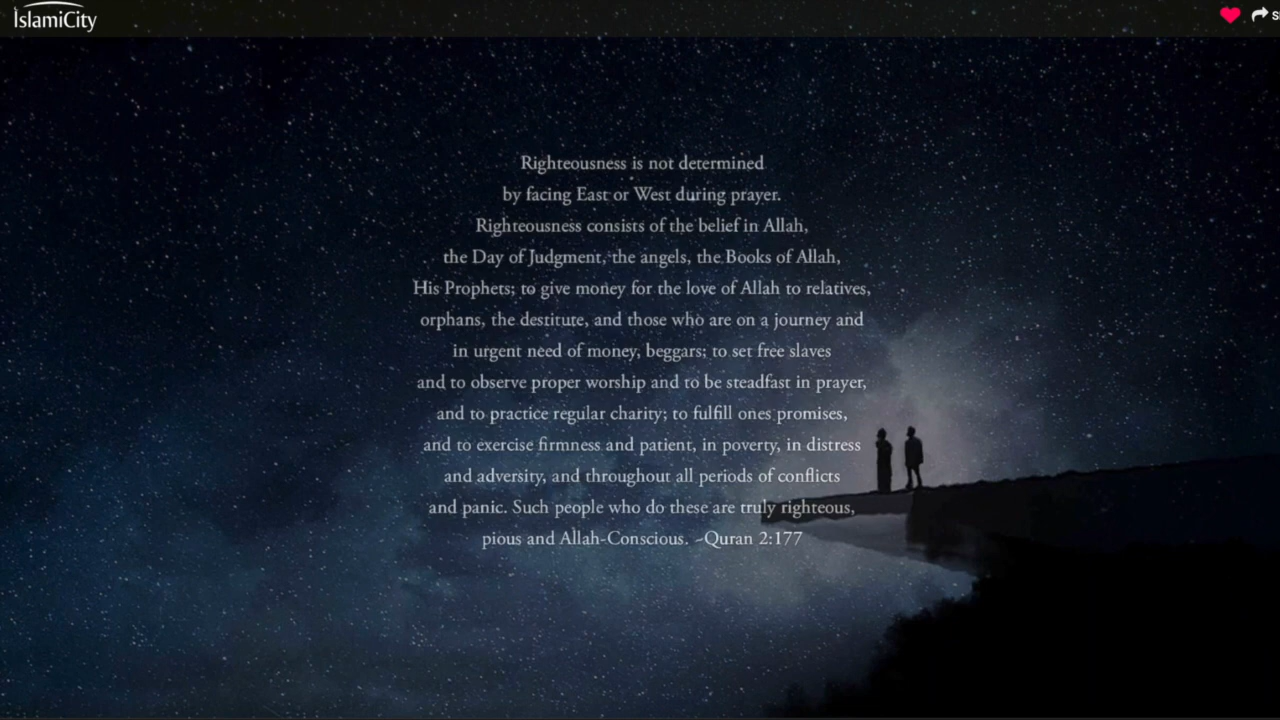 IslamiCity
Righteousness is not determined
by facing East or West during prayer.
Righteousness consists of the belief in Allah,
the Day of Judgment, the angels, the Books of Allah,
His Prophets; to give money for the love of Allah to relatives,
orphans, the destitute, and those who are on a journey and
in urgent need of money, beggars; to set free slaves
and to observe proper worship and to be steadfast in prayer,
and to practice regular charity; to fulfill ones promises,
and to exercise firmness and patient, in poverty, in distress
and adversity, and throughout all periods of conflicts
and panic. Such people who do these are truly righteous,
pious and Allah-Conscious. ~Quran 2:177